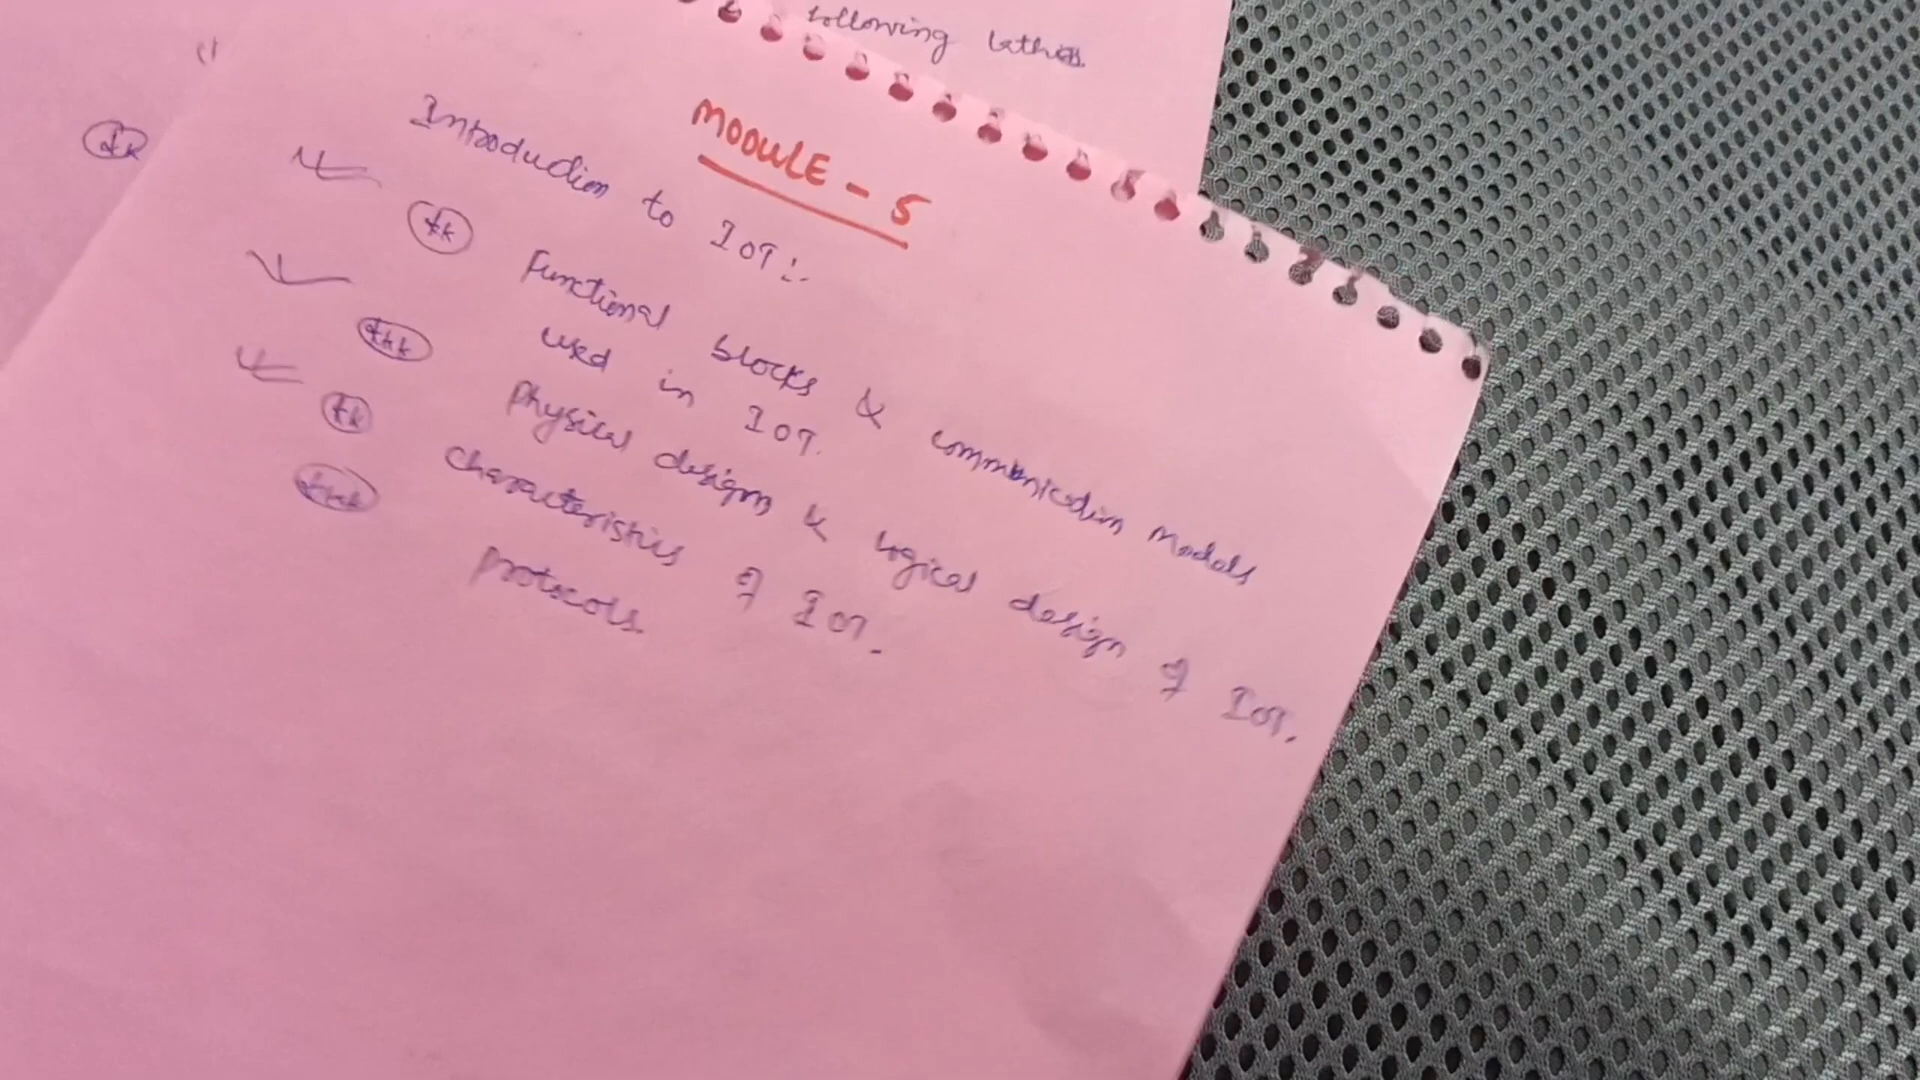 following lathes
MODULE - 5
Introduction to IOT :-
** Functional blocks & communication models
used in IOT.
*** Physical design & logical design of IOT.
** characteristics of IOT.
*** Protocols